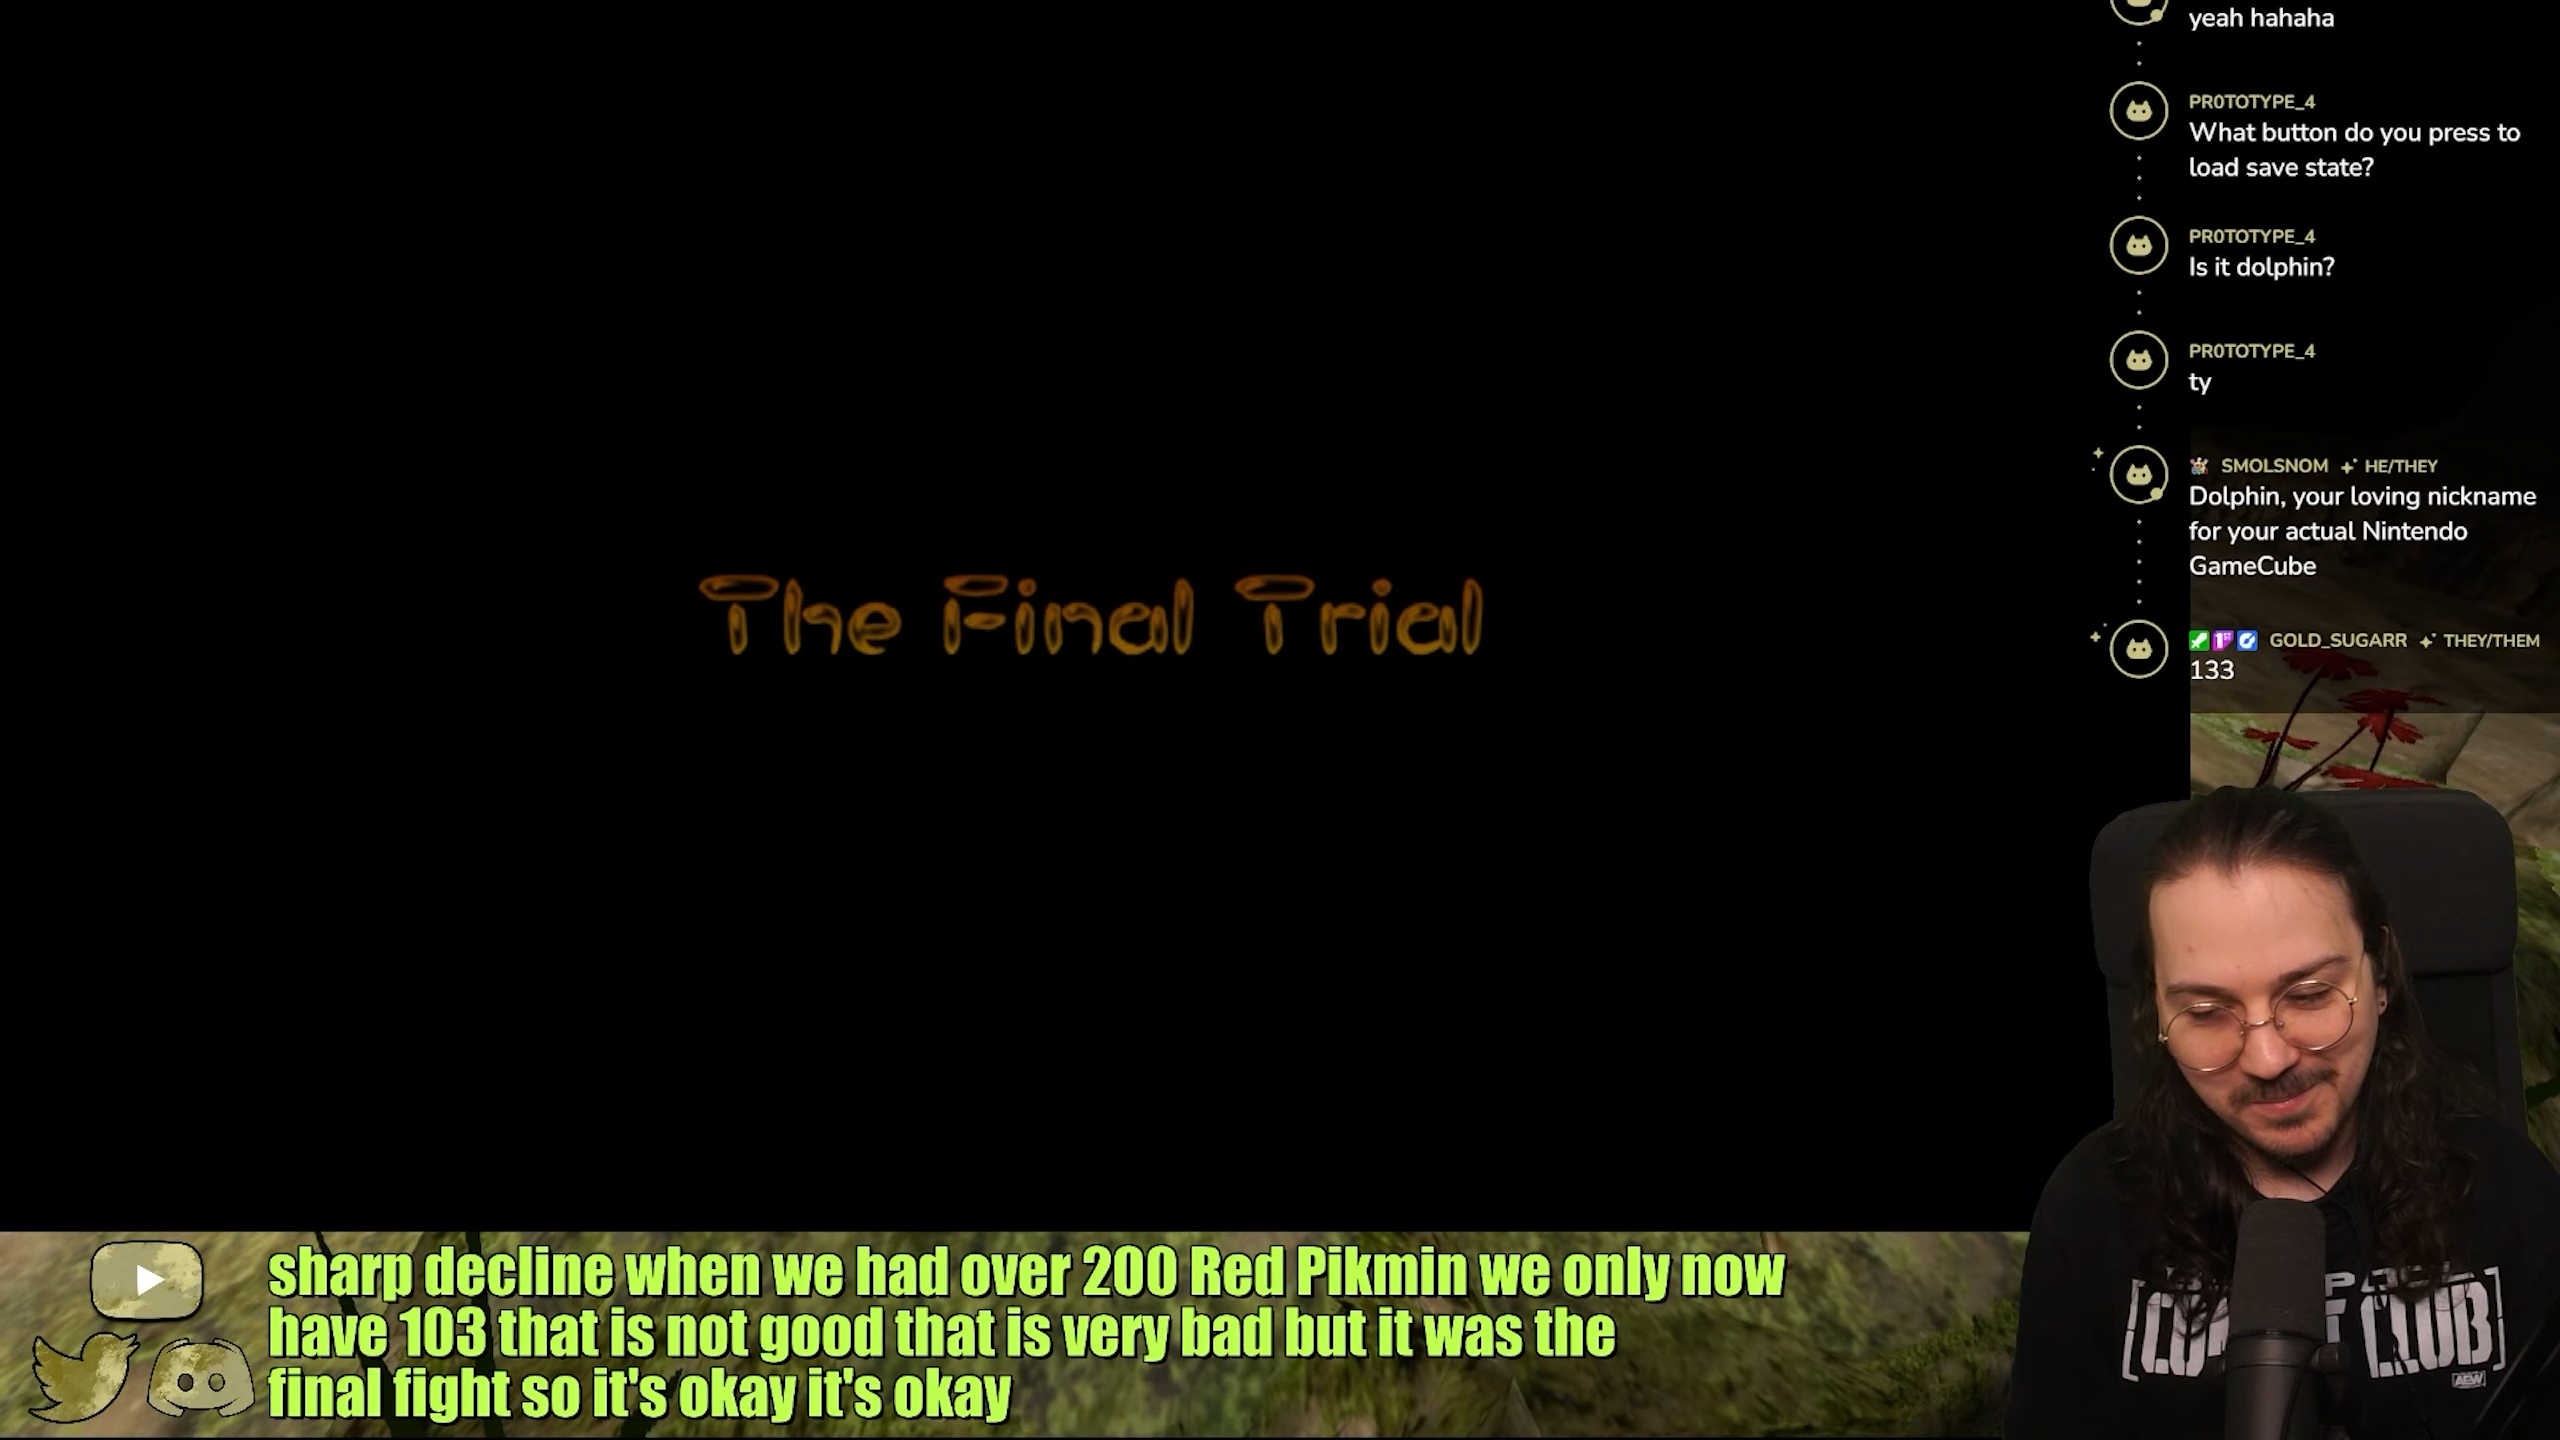 yeah hahaha
PR0TOTYPE_4
What button do you press to
load save state?
PR0TOTYPE_4
Is it dolphin?
PR0TOTYPE_4
ty
SMOLSNOM HE/THEY
Dolphin, your loving nickname
for your actual Nintendo
GameCube
1ST GOLD_SUGARR THEY/THEM
133
The Final Trial
sharp decline when we had over 200 Red Pikmin we only now
have 103 that is not good that is very bad but it was the
final fight so it's okay it's okay
CLUB
AEW